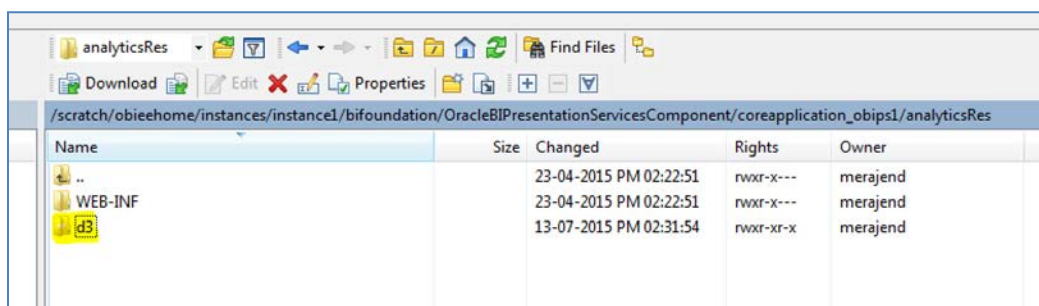 analyticsRes Find Files
Download Edit Properties
/scratch/obieehome/instances/instance1/bifoundation/OracleBIPresentationServicesComponent/coreapplication_obips1/analyticsRes
Name Size Changed Rights Owner
.. 23-04-2015 PM 02:22:51 rwxr-x--- merajend
WEB-INF 23-04-2015 PM 02:22:51 rwxr-x--- merajend
d3 13-07-2015 PM 02:31:54 rwxr-xr-x merajend